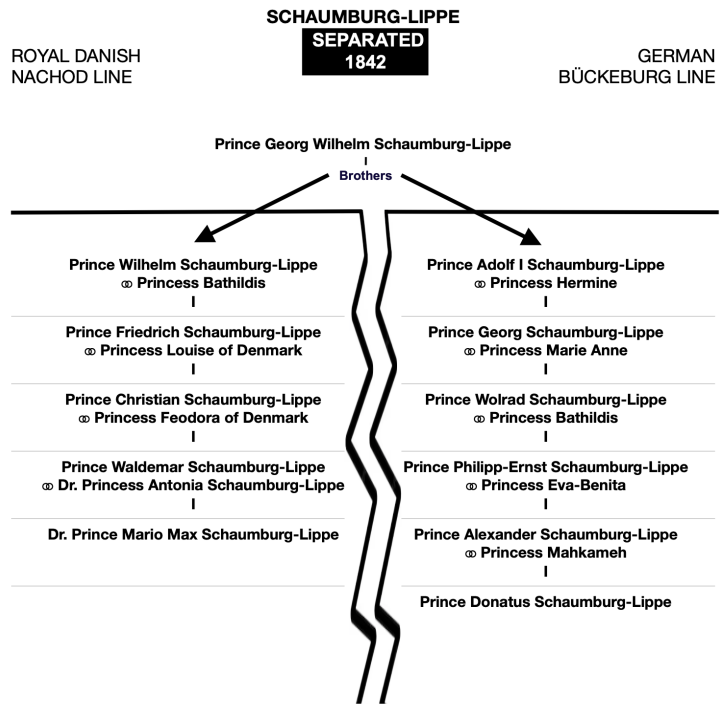 SCHAUMBURG-LIPPE
SEPARATED
1842
ROYAL DANISH
NACHOD LINE
GERMAN
BÜCKEBURG LINE
Prince Georg Wilhelm Schaumburg-Lippe
Brothers
Prince Wilhelm Schaumburg-Lippe
⚭ Princess Bathildis
Prince Friedrich Schaumburg-Lippe
⚭ Princess Louise of Denmark
Prince Christian Schaumburg-Lippe
⚭ Princess Feodora of Denmark
Prince Waldemar Schaumburg-Lippe
⚭ Dr. Princess Antonia Schaumburg-Lippe
Dr. Prince Mario Max Schaumburg-Lippe
Prince Adolf I Schaumburg-Lippe
⚭ Princess Hermine
Prince Georg Schaumburg-Lippe
⚭ Princess Marie Anne
Prince Wolrad Schaumburg-Lippe
⚭ Princess Bathildis
Prince Philipp-Ernst Schaumburg-Lippe
⚭ Princess Eva-Benita
Prince Alexander Schaumburg-Lippe
⚭ Princess Mahkameh
Prince Donatus Schaumburg-Lippe